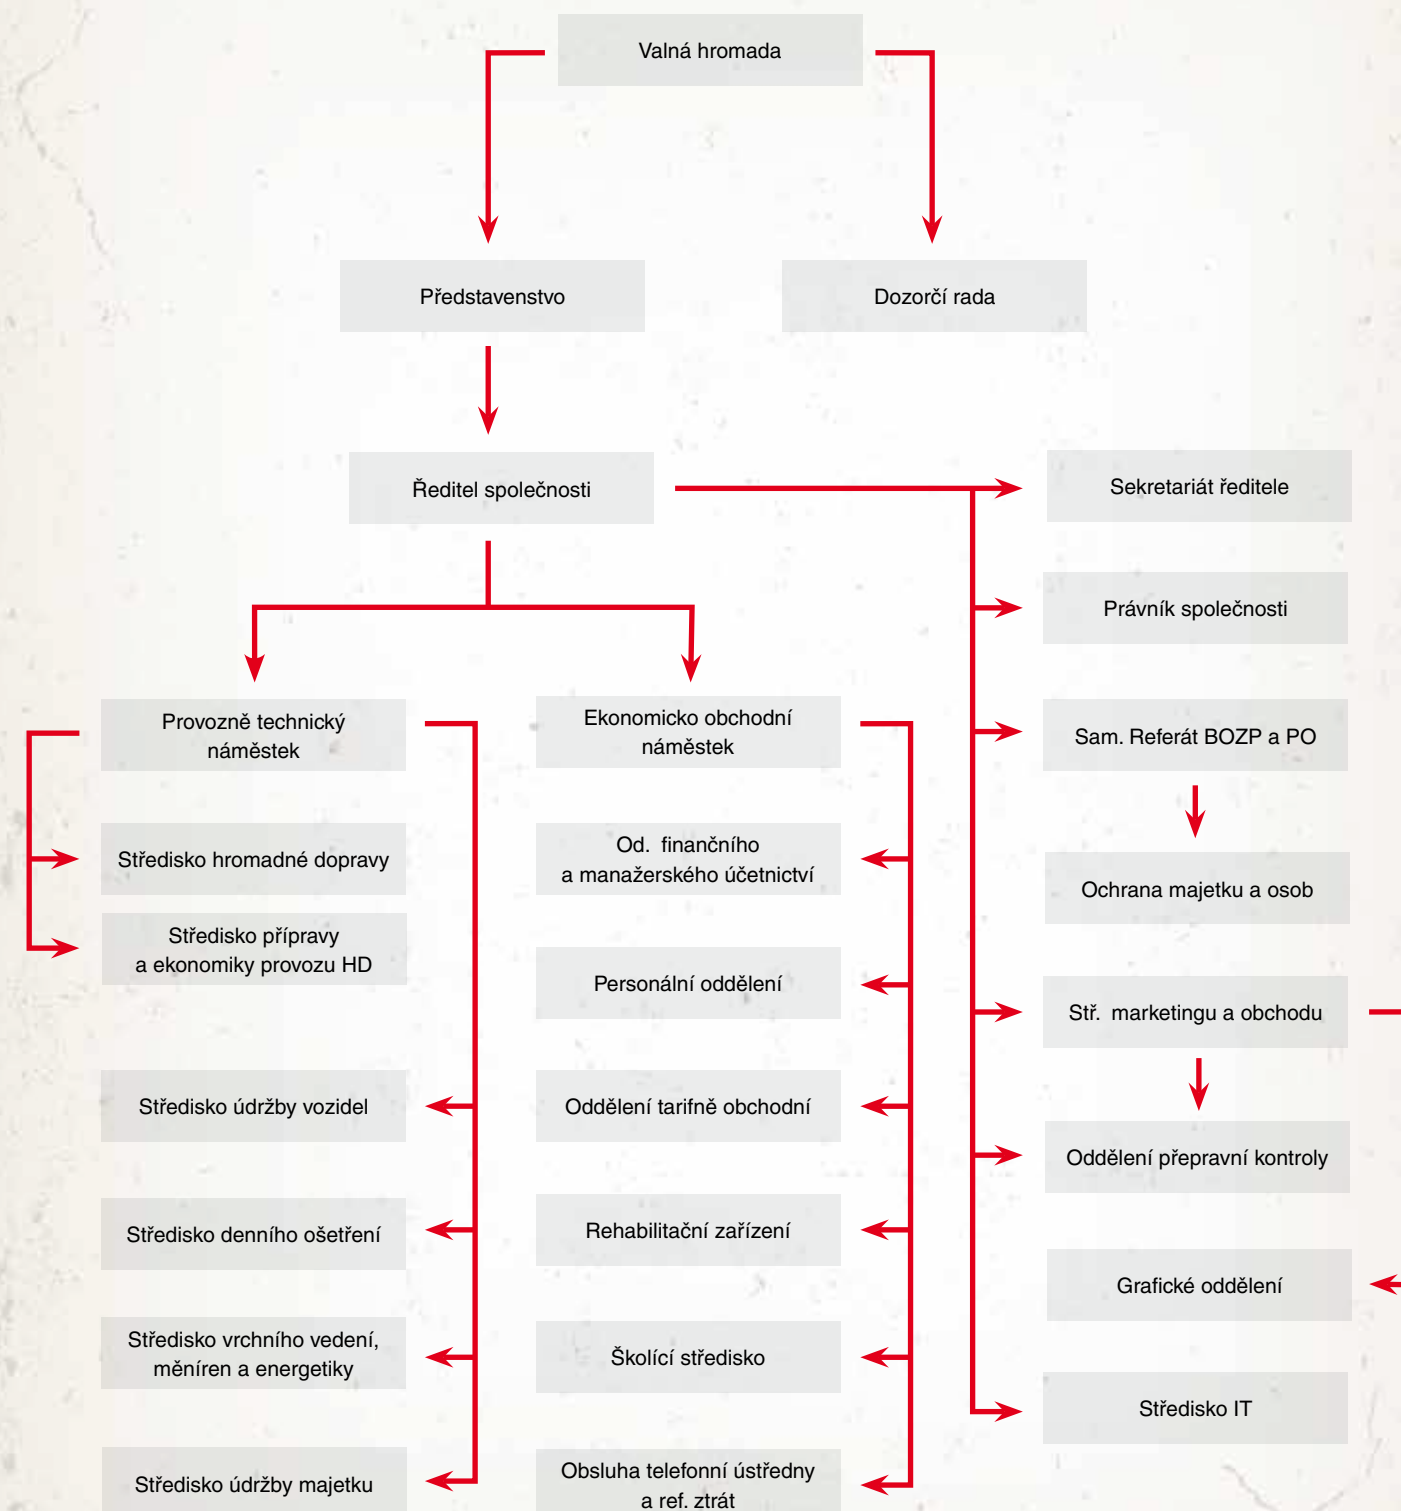 Valná hromada
Představenstvo
Dozorčí rada
Ředitel společnosti
Sekretariát ředitele
Právník společnosti
Provozně technický
náměstek
Ekonomicko obchodní
náměstek
Sam. Referát BOZP a PO
Středisko hromadné dopravy
Od. finančního
a manažerského účetnictví
Ochrana majetku a osob
Středisko přípravy
a ekonomiky provozu HD
Personální oddělení
Stř. marketingu a obchodu
Středisko údržby vozidel
Oddělení tarifně obchodní
Oddělení přepravní kontroly
Středisko denního ošetření
Rehabilitační zařízení
Grafické oddělení
Středisko vrchního vedení,
měníren a energetiky
Školící středisko
Středisko IT
Středisko údržby majetku
Obsluha telefonní ústředny
a ref. ztrát